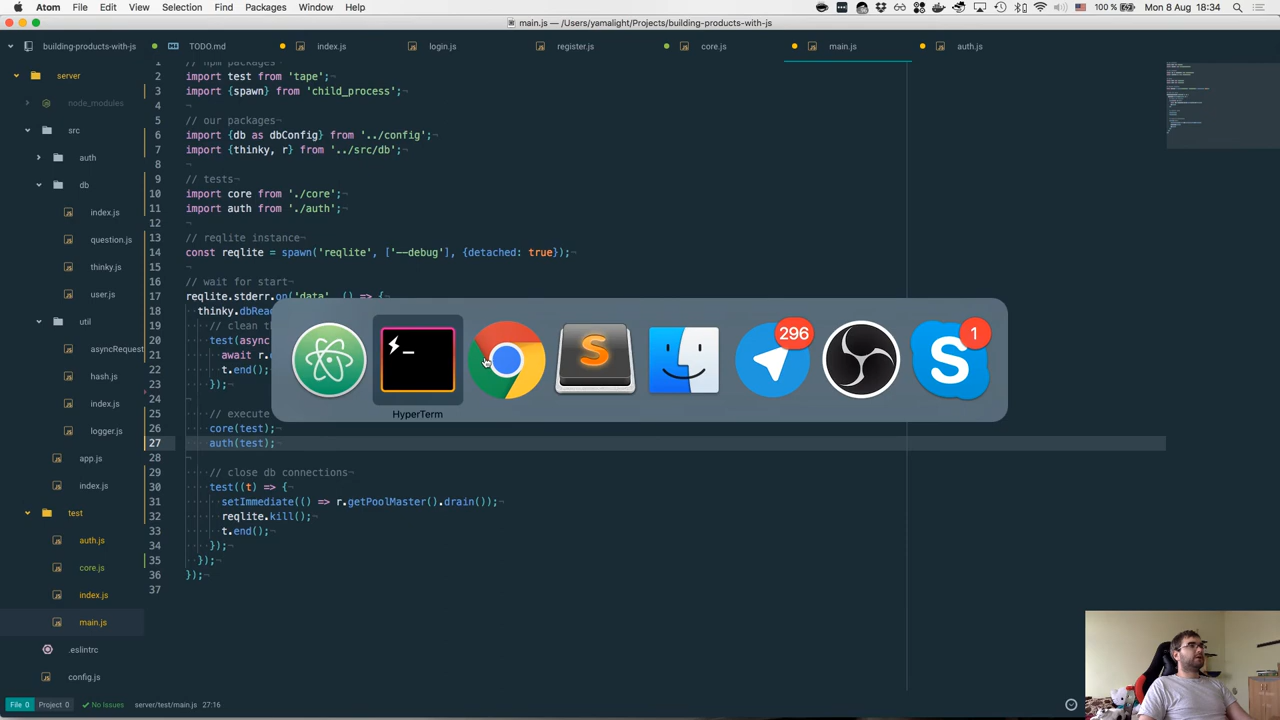 Atom File Edit View Selection Find Packages Window Help 100 % Mon 8 Aug 18:34
main.js — /Users/yamalight/Projects/building-products-with-js
building-products-with-js TODO.md index.js login.js register.js core.js main.js auth.js
server
node_modules
src
auth
db
index.js
question.js
thinky.js
user.js
util
asyncRequest
hash.js
index.js
logger.js
app.js
index.js
test
auth.js
core.js
index.js
main.js
.eslintrc
config.js
1 // npm packages
2 import test from 'tape';
3 import {spawn} from 'child_process';
4
5 // our packages
6 import {db as dbConfig} from '../config';
7 import {thinky, r} from '../src/db';
8
9 // tests
10 import core from './core';
11 import auth from './auth';
12
13 // reqlite instance
14 const reqlite = spawn('reqlite', ['--debug'], {detached: true});
15
16 // wait for start
17 reqlite.stderr.on('data', () => {
18 thinky.dbRea
19 // clean th
20 test(async
21 await r.
22 t.end();
23 });
24
25 // execute
26 core(test);
27 auth(test);
28
29 // close db connections
30 test((t) => {
31 setImmediate(() => r.getPoolMaster().drain());
32 reqlite.kill();
33 t.end();
34 });
35 });
36 });
37
296
1
S
S
HyperTerm
File 0 Project 0 No Issues server/test/main.js 27:16